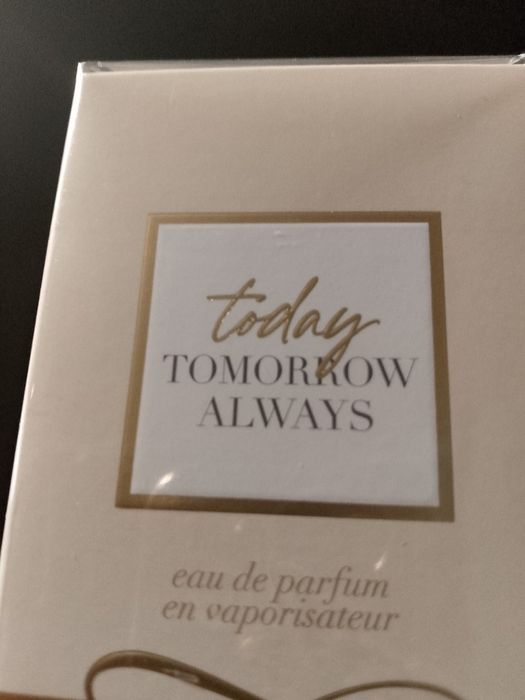 today
TOMORROW
ALWAYS
eau de parfum
en vaporisateur